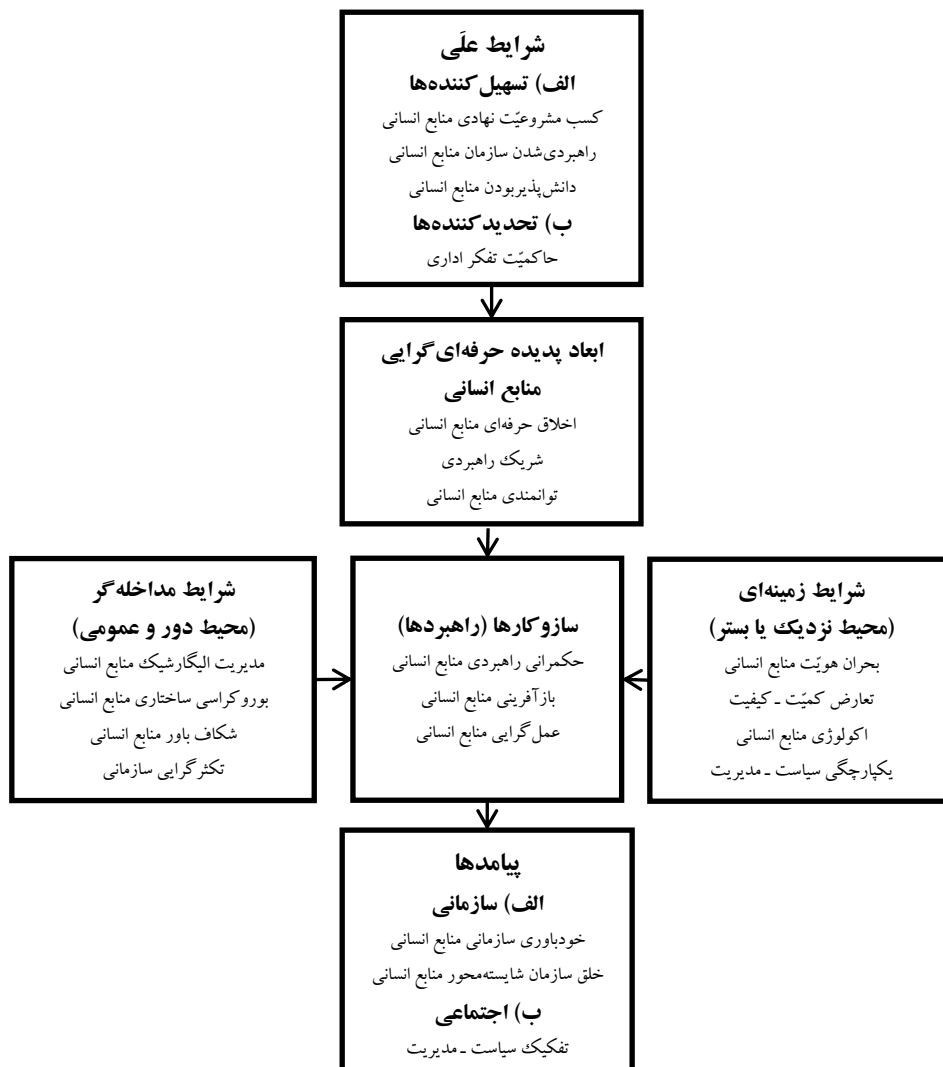 شرایط علَی
الف) تسهیل‌کننده‌ها
کسب مشروعیّت نهادی منابع انسانی
راهبردی‌شدن سازمان منابع انسانی
دانش‌پذیربودن منابع انسانی
ب) تحدیدکننده‌ها
حاکمیّت تفکر اداری
ابعاد پدیده حرفه‌ای‌گرایی
منابع انسانی
اخلاق حرفه‌ای منابع انسانی
شریک راهبردی
توانمندی منابع انسانی
شرایط زمینه‌ای
(محیط نزدیک یا بستر)
بحران هویّت منابع انسانی
تعارض کمیّت ـ کیفیت
اکولوژی منابع انسانی
یکپارچگی سیاست ـ مدیریت
سازوکارها (راهبردها)
حکمرانی راهبردی منابع انسانی
بازآفرینی منابع انسانی
عمل‌گرایی منابع انسانی
شرایط مداخله‌گر
(محیط دور و عمومی)
مدیریت الیگارشیک منابع انسانی
بوروکراسی ساختاری منابع انسانی
شکاف باور منابع انسانی
تکثرگرایی سازمانی
پیامدها
الف) سازمانی
خودباوری سازمانی منابع انسانی
خلق سازمان شایسته‌محور منابع انسانی
ب) اجتماعی
تفکیک سیاست ـ مدیریت